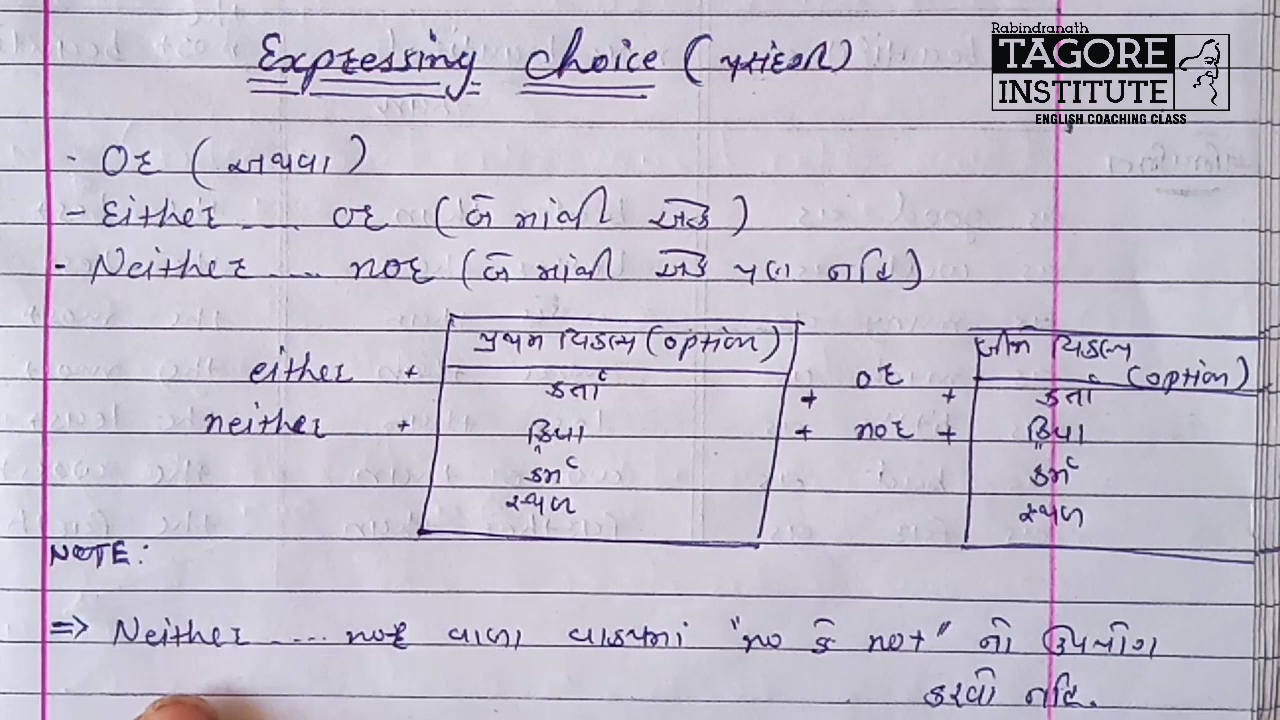 Expressing choice (પસંદગી)
Rabindranath
TAGORE
INSTITUTE
ENGLISH COACHING CLASS
- Or (અથવા)
- Either .... or (બે માંથી એક)
- Neither .... nor (બે માંથી એક પણ નહિ)
either + પ્રથમ વિકલ્પ (option) + or + બીજો વિકલ્પ (option)
neither + કર્તા + nor + કર્તા
ક્રિયા ક્રિયા
કર્મ કર્મ
સ્થળ સ્થળ
NOTE:
⇒ Neither .... nor વાળા વાક્યમાં "no કે not" નો ઉપયોગ
કરવો નહિ.